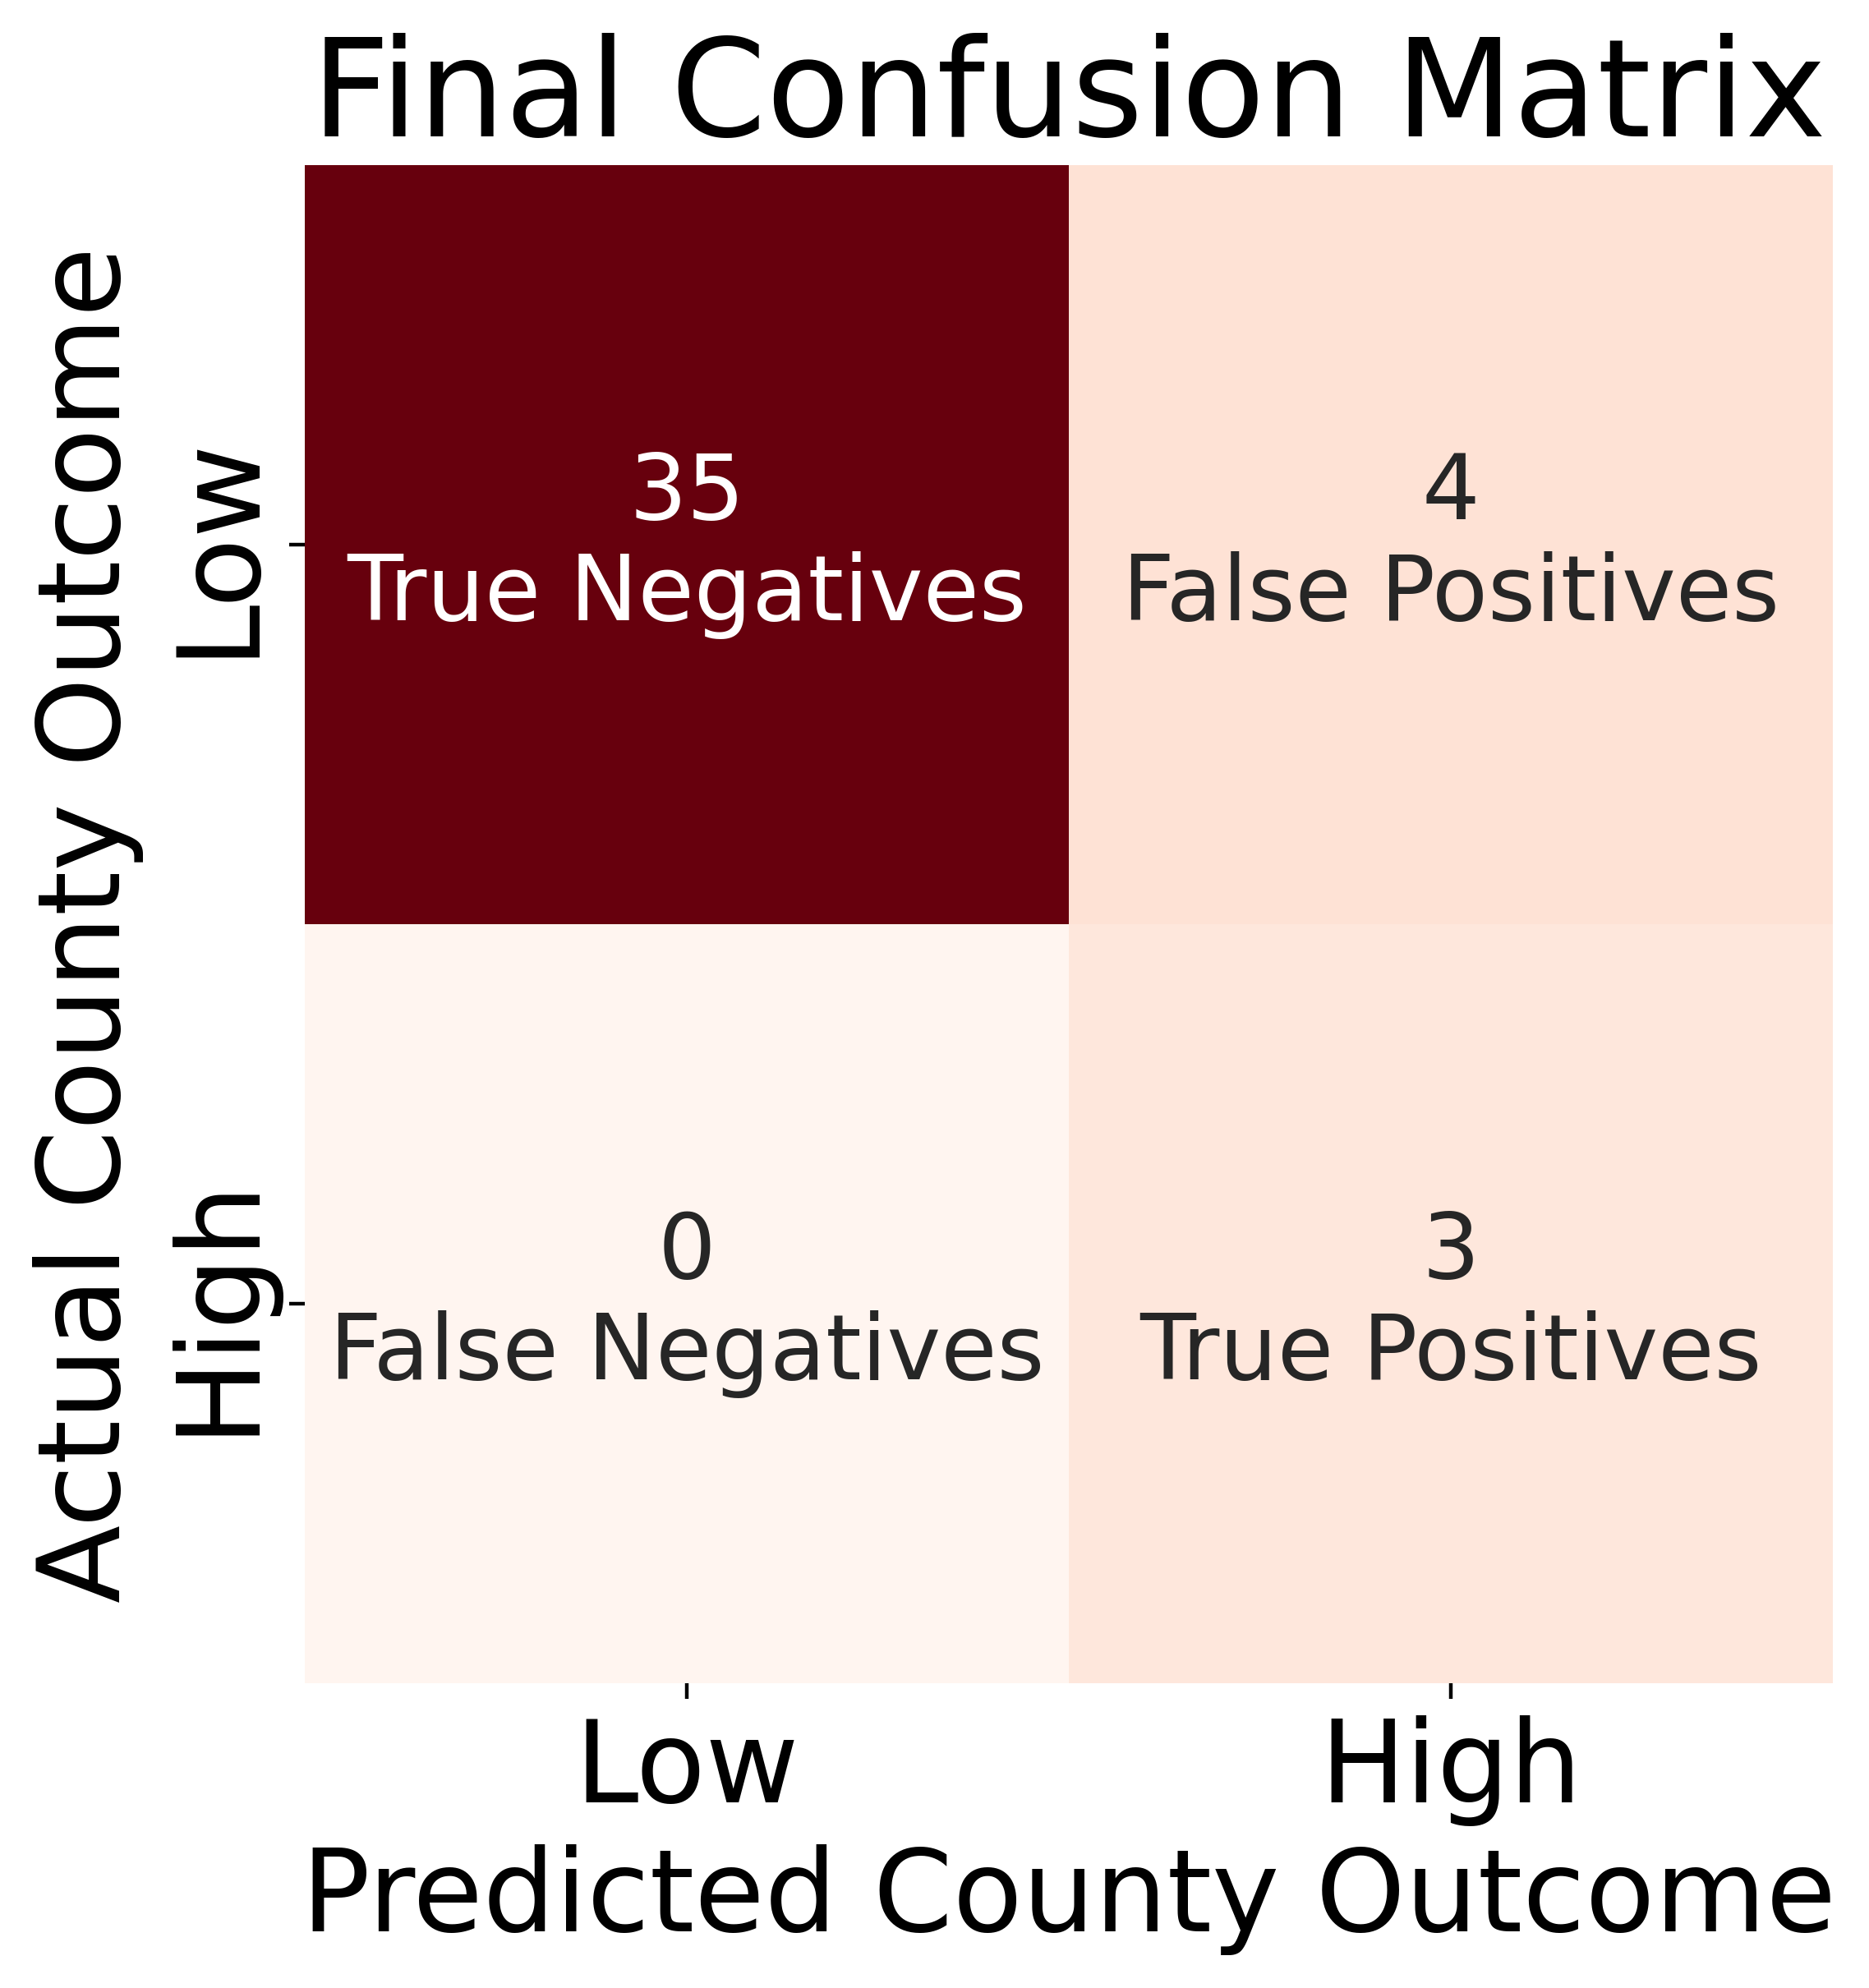 Final Confusion Matrix
Actual County Outcome
Low
35
True Negatives
4
False Positives
High
0
False Negatives
3
True Positives
Low
High
Predicted County Outcome